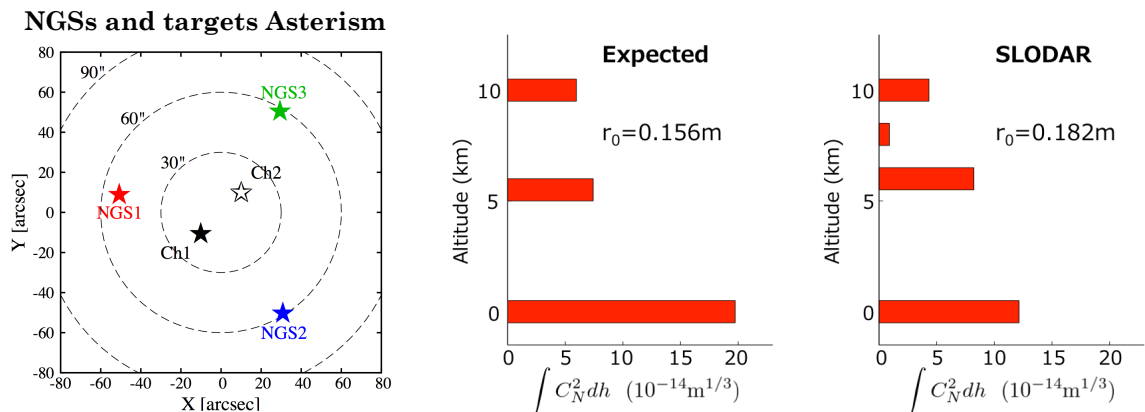 NGSs and targets Asterism
90"
60"
30"
NGS3
Ch2
NGS1
Ch1
NGS2
80
60
40
20
0
-20
-40
-60
-80
Y [arcsec]
-80 -60 -40 -20 0 20 40 60 80
X [arcsec]
Expected
r₀=0.156m
10
5
0
Altitude (km)
0 5 10 15 20
∫ C_N^2 dh (10^{-14}m^{1/3})
SLODAR
r₀=0.182m
10
5
0
Altitude (km)
0 5 10 15 20
∫ C_N^2 dh (10^{-14}m^{1/3})